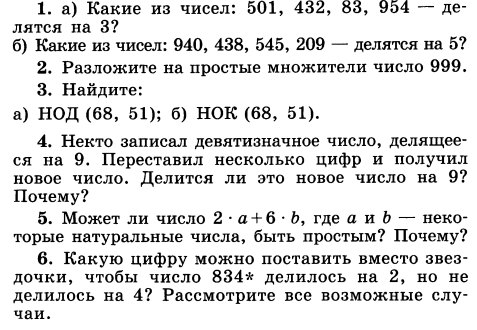 1. а) Какие из чисел: 501, 432, 83, 954 — де-
лятся на 3?
б) Какие из чисел: 940, 438, 545, 209 — делятся на 5?
2. Разложите на простые множители число 999.
3. Найдите:
а) НОД (68, 51); б) НОК (68, 51).
4. Некто записал девятизначное число, делящее-
ся на 9. Переставил несколько цифр и получил
новое число. Делится ли это новое число на 9?
Почему?
5. Может ли число 2 · a + 6 · b, где a и b — неко-
торые натуральные числа, быть простым? Почему?
6. Какую цифру можно поставить вместо звез-
дочки, чтобы число 834* делилось на 2, но не
делилось на 4? Рассмотрите все возможные слу-
чаи.